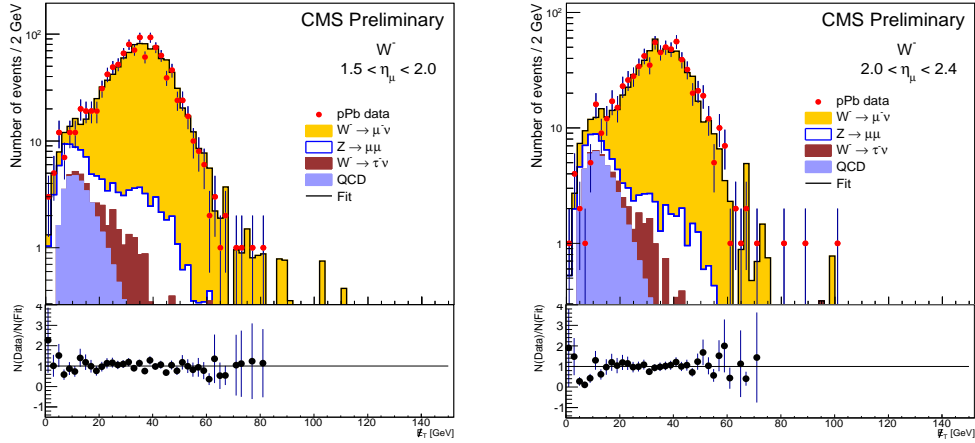 CMS Preliminary
W⁻
1.5 < η_μ < 2.0
Number of events / 2 GeV
10²
10
1
pPb data
W⁻ → μ⁻ν
Z → μμ
W⁻ → τ⁻ν
QCD
Fit
N(Data)/N(Fit)
4
3
2
1
0
-1
0 20 40 60 80 100 120 140
E̸_T [GeV]
CMS Preliminary
W⁻
2.0 < η_μ < 2.4
Number of events / 2 GeV
10²
10
1
pPb data
W⁻ → μ⁻ν
Z → μμ
W⁻ → τ⁻ν
QCD
Fit
N(Data)/N(Fit)
4
3
2
1
0
-1
0 20 40 60 80 100 120 140
E̸_T [GeV]